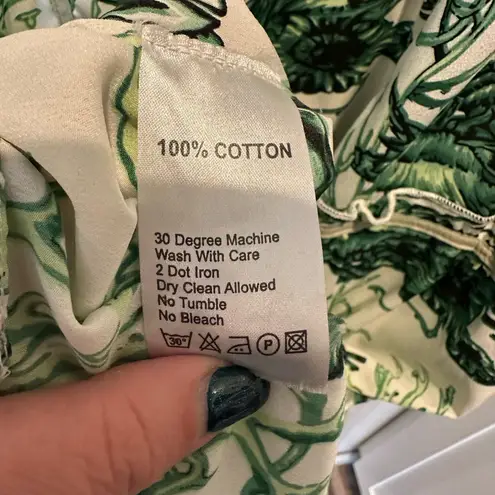 100% COTTON
30 Degree Machine
Wash With Care
2 Dot Iron
Dry Clean Allowed
No Tumble
No Bleach
30° P